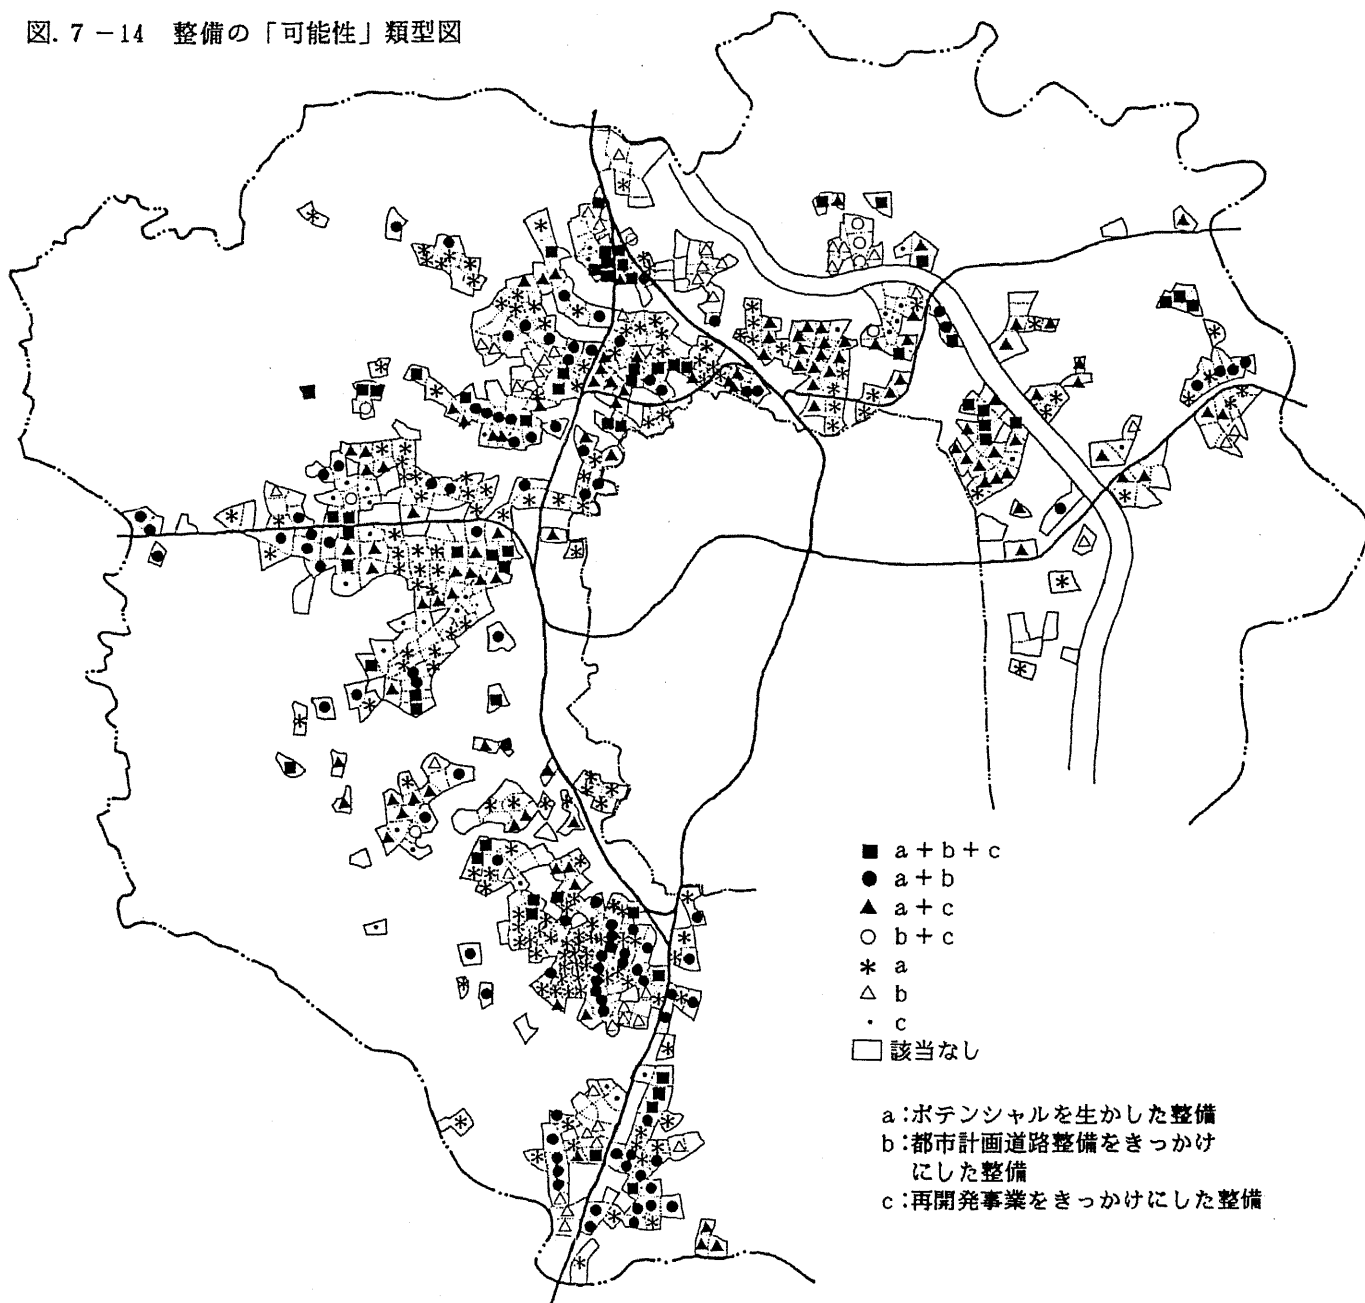 図.7－14 整備の「可能性」類型図
■ a＋b＋c
● a＋b
▲ a＋c
○ b＋c
＊ a
△ b
・ c
□ 該当なし
a：ポテンシャルを生かした整備
b：都市計画道路整備をきっかけ
にした整備
c：再開発事業をきっかけにした整備